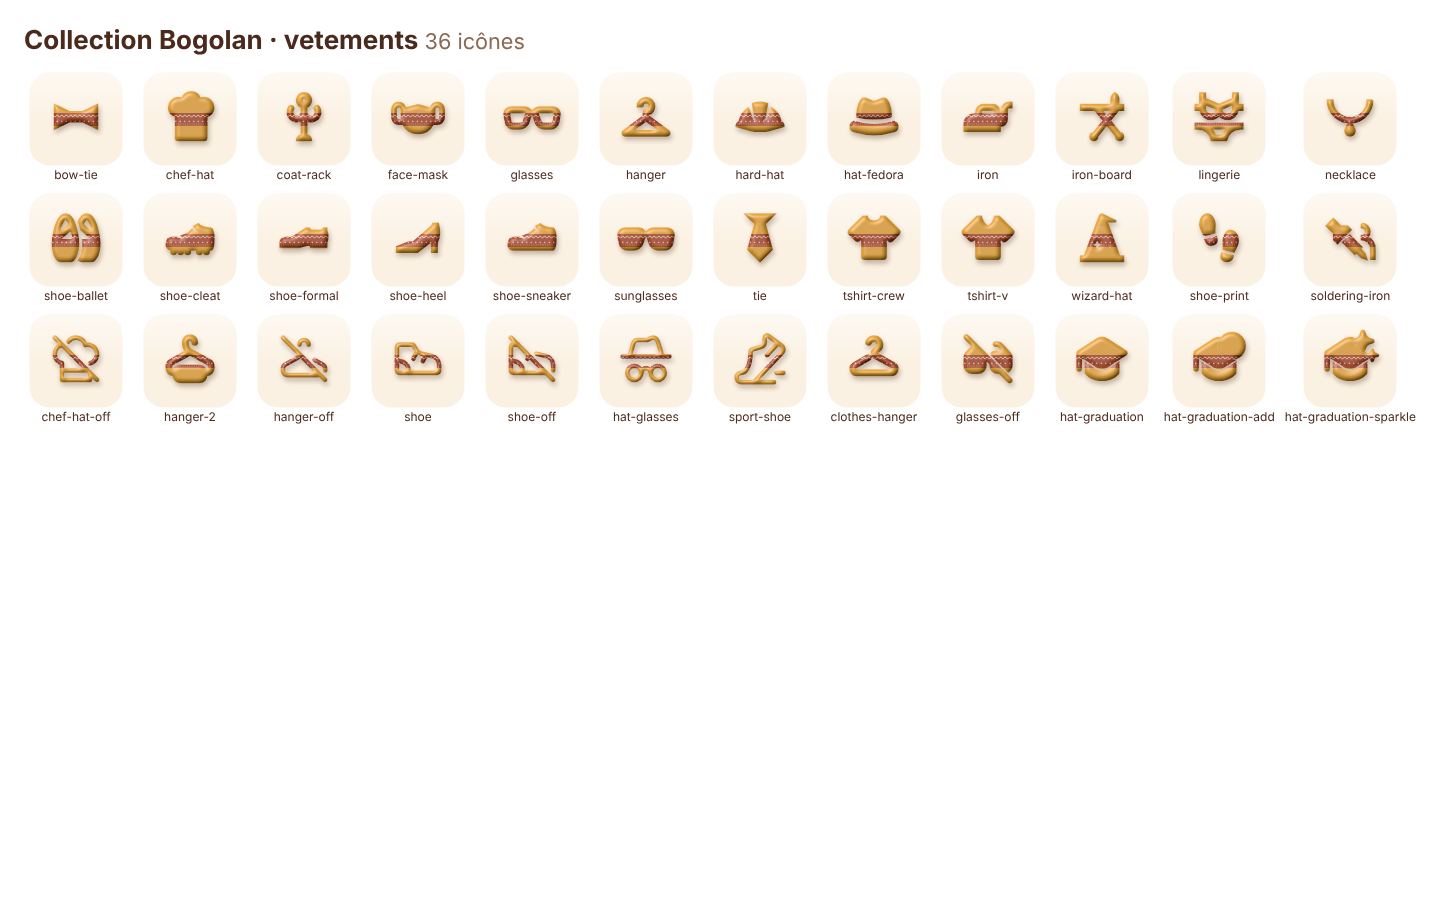 Collection Bogolan · vetements 36 icônes
bow-tie chef-hat coat-rack face-mask glasses hanger hard-hat hat-fedora iron iron-board lingerie necklace
shoe-ballet shoe-cleat shoe-formal shoe-heel shoe-sneaker sunglasses tie tshirt-crew tshirt-v wizard-hat shoe-print soldering-iron
chef-hat-off hanger-2 hanger-off shoe shoe-off hat-glasses sport-shoe clothes-hanger glasses-off hat-graduation hat-graduation-add hat-graduation-sparkle